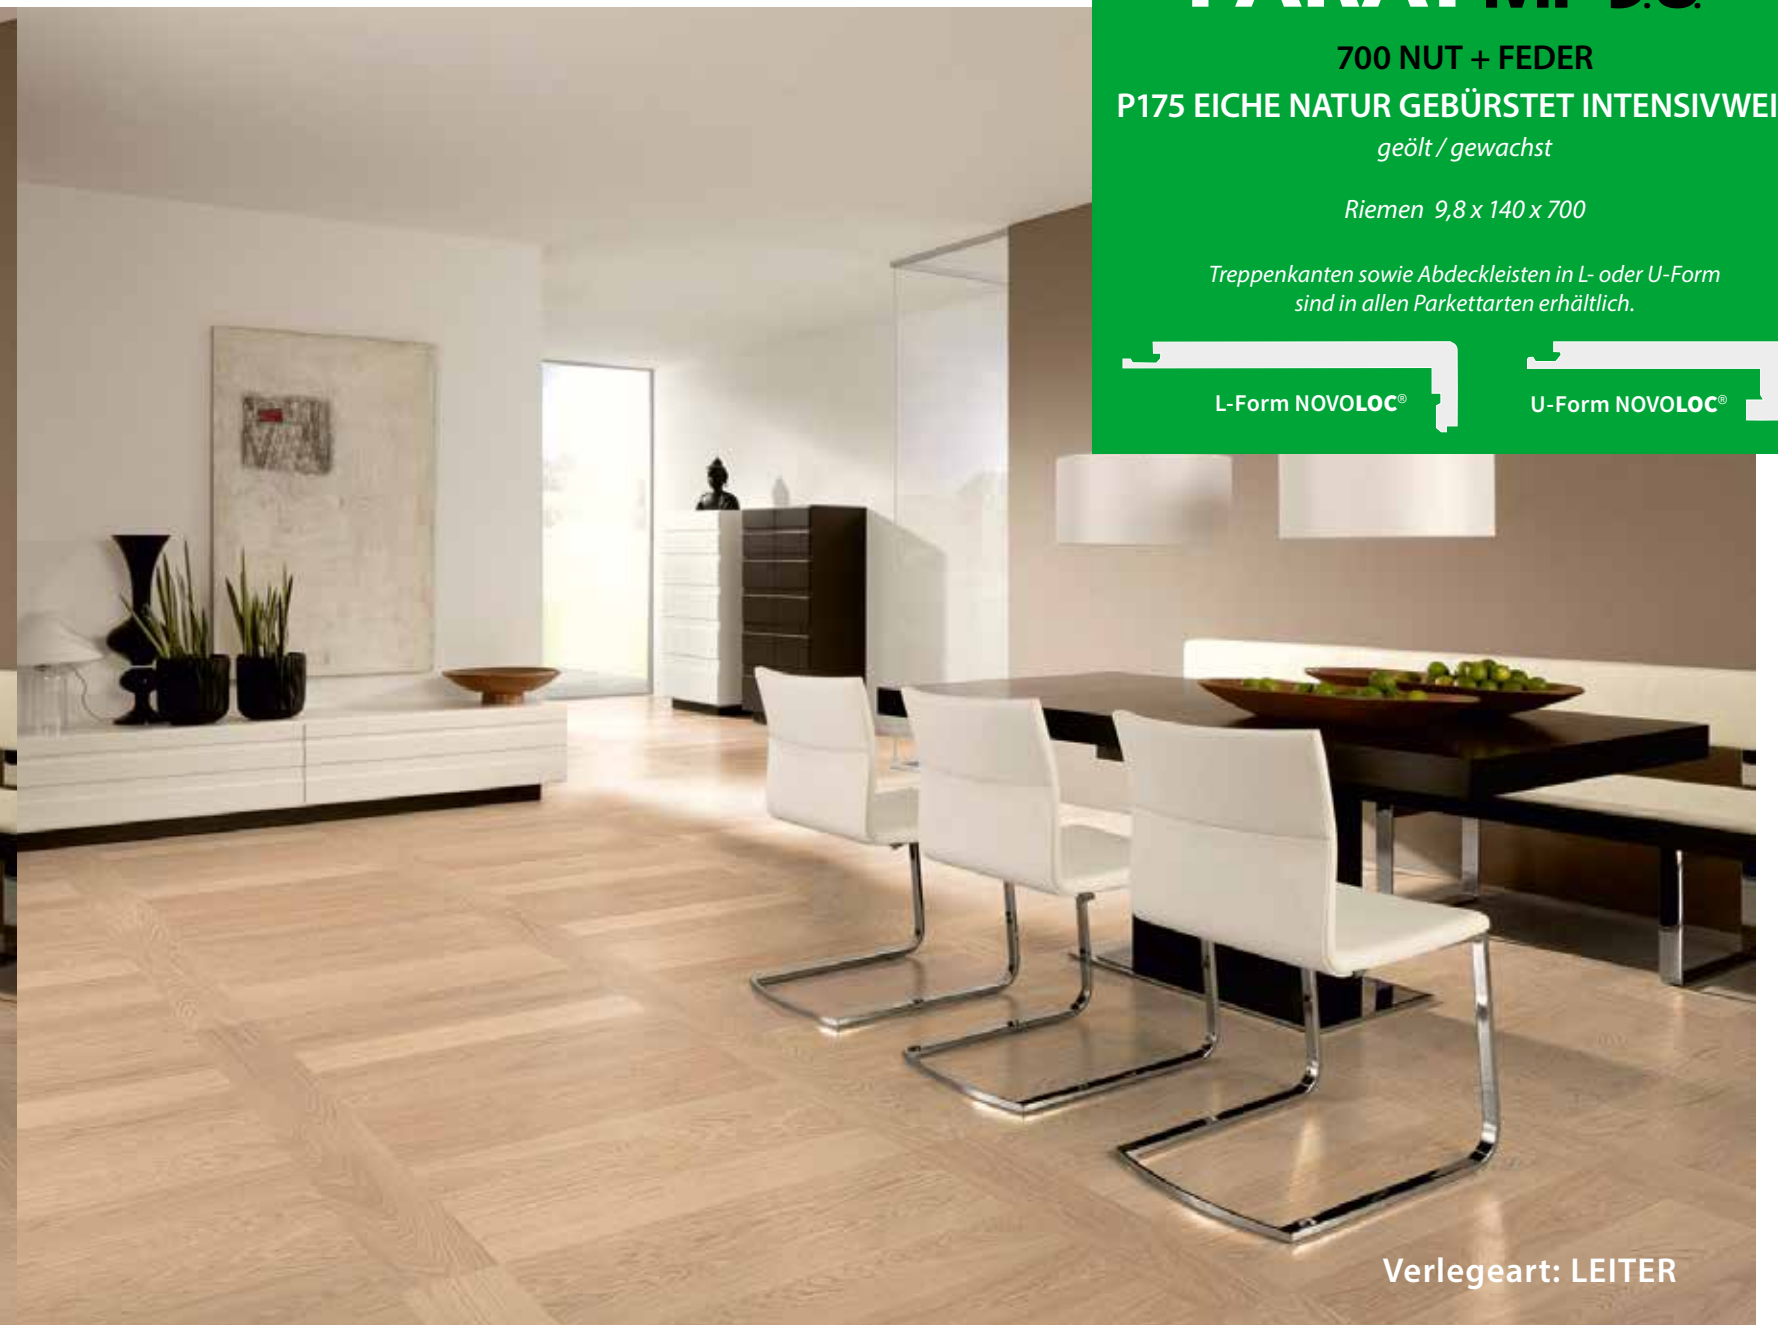 700 NUT + FEDER
P175 EICHE NATUR GEBÜRSTET INTENSIVWEI
geölt / gewachst
Riemen 9,8 x 140 x 700
Treppenkanten sowie Abdeckleisten in L- oder U-Form
sind in allen Parkettarten erhältlich.
L-Form NOVOLOC®
U-Form NOVOLOC®
Verlegeart: LEITER